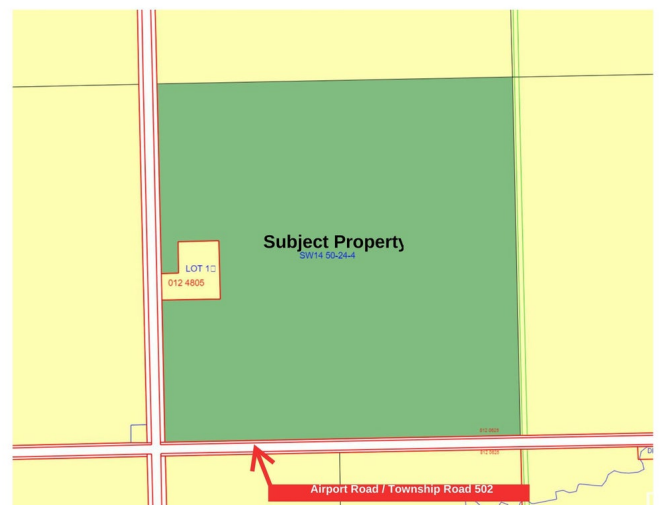 Subject Property
SW14 50-24-4
LOT 1
012 4805
Airport Road / Township Road 502